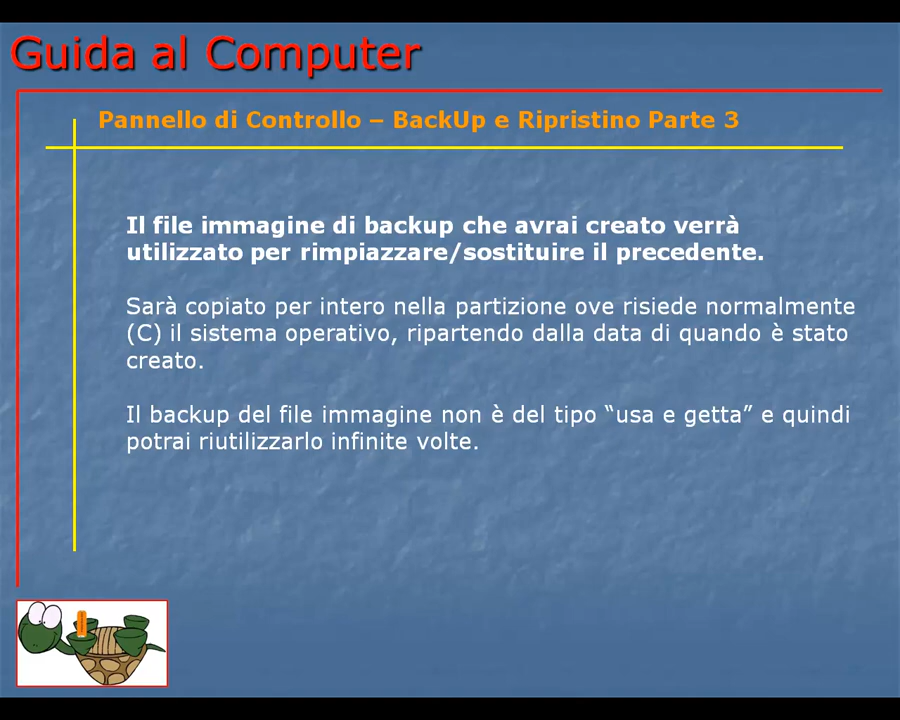 Guida al Computer
Pannello di Controllo – BackUp e Ripristino Parte 3
Il file immagine di backup che avrai creato verrà
utilizzato per rimpiazzare/sostituire il precedente.
Sarà copiato per intero nella partizione ove risiede normalmente
(C) il sistema operativo, ripartendo dalla data di quando è stato
creato.
Il backup del file immagine non è del tipo “usa e getta” e quindi
potrai riutilizzarlo infinite volte.